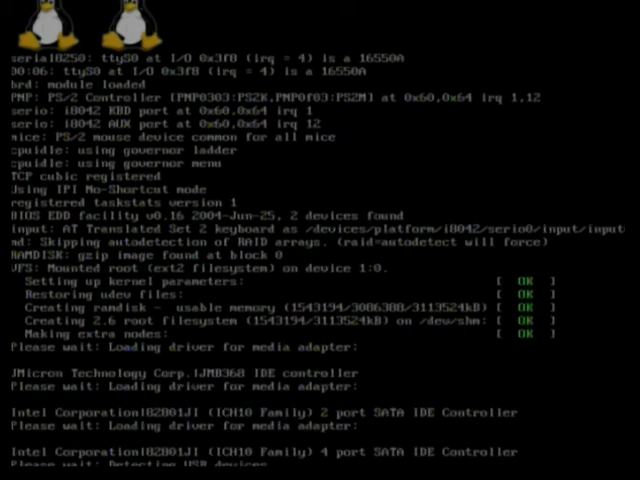 serial8250: ttyS0 at I/O 0x3f8 (irq = 4) is a 16550A
00:06: ttyS0 at I/O 0x3f8 (irq = 4) is a 16550A
brd: module loaded
PNP: PS/2 Controller [PNP0303:PS2K,PNP0f03:PS2M] at 0x60,0x64 irq 1,12
serio: i8042 KBD port at 0x60,0x64 irq 1
serio: i8042 AUX port at 0x60,0x64 irq 12
mice: PS/2 mouse device common for all mice
cpuidle: using governor ladder
cpuidle: using governor menu
TCP cubic registered
Using IPI No-Shortcut mode
registered taskstats version 1
BIOS EDD facility v0.16 2004-Jun-25, 2 devices found
input: AT Translated Set 2 keyboard as /devices/platform/i8042/serio0/input/input
md: Skipping autodetection of RAID arrays. (raid=autodetect will force)
RAMDISK: gzip image found at block 0
VFS: Mounted root (ext2 filesystem) on device 1:0.
Setting up kernel parameters: [ OK ]
Restoring udev files: [ OK ]
Creating ramdisk - usable memory (1543194/3086388/3113524kB) [ OK ]
Creating 2.6 root filesystem (1543194/3113524kB) on /dev/shm: [ OK ]
Making extra nodes: [ OK ]
Please wait: Loading driver for media adapter:
JMicron Technology Corp.|JMB368 IDE controller
Please wait: Loading driver for media adapter:
Intel Corporation|82801JI (ICH10 Family) 2 port SATA IDE Controller
Please wait: Loading driver for media adapter:
Intel Corporation|82801JI (ICH10 Family) 4 port SATA IDE Controller
Please wait: Detecting USB devices